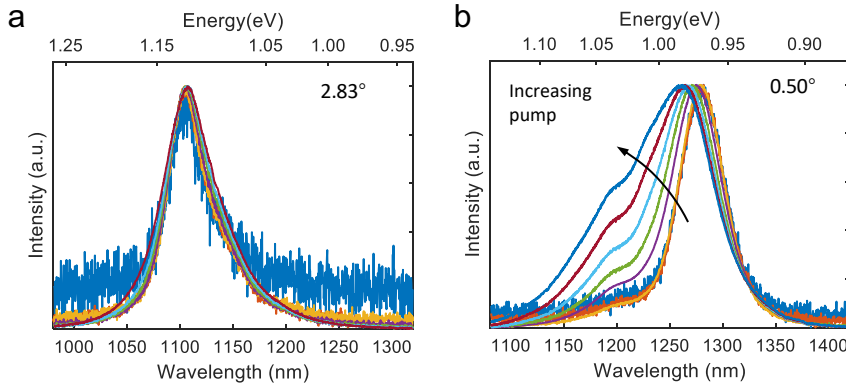 a
Energy(eV)
1.25 1.12 1.05 1.00 0.95
2.83°
Intensity (a.u.)
1000 1050 1100 1150 1200 1250 1300
Wavelength (nm)
b
Energy(eV)
1.10 1.05 1.00 0.95 0.90
Increasing
pump
0.50°
Intensity (a.u.)
1100 1150 1200 1250 1300 1350 1400
Wavelength (nm)